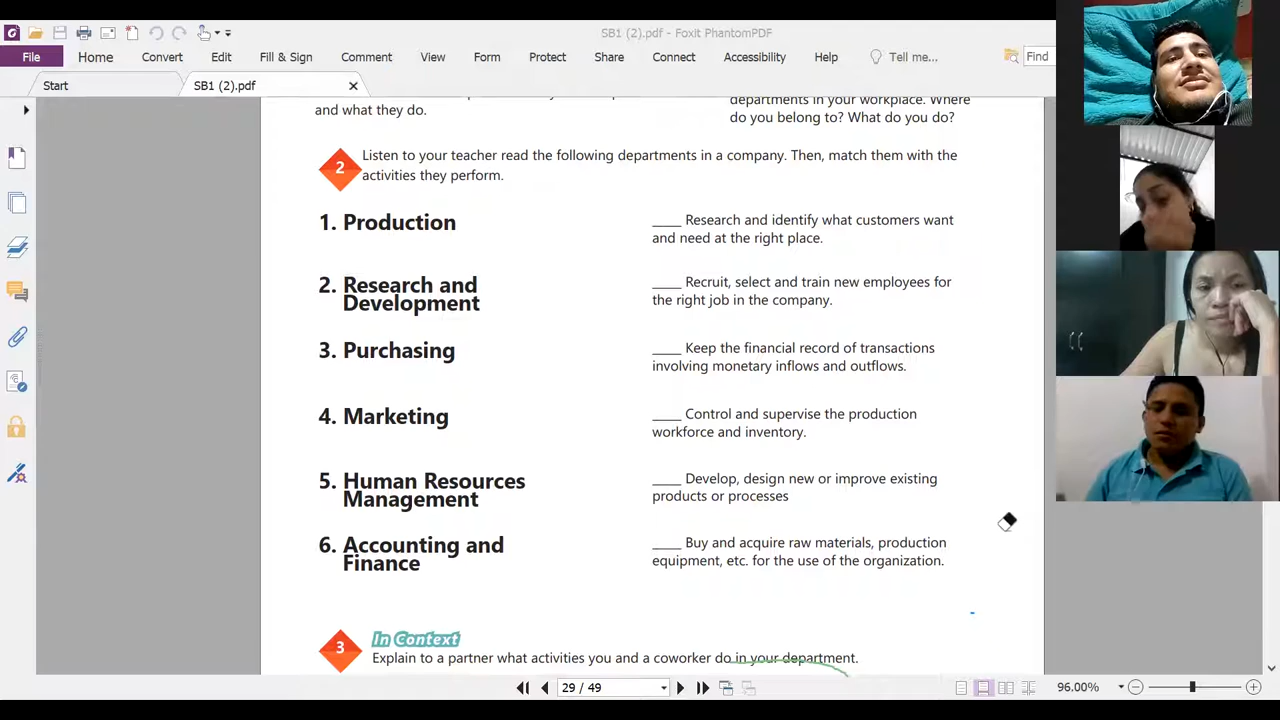 SB1 (2).pdf - Foxit PhantomPDF
File Home Convert Edit Fill & Sign Comment View Form Protect Share Connect Accessibility Help Tell me... Find
Start SB1 (2).pdf
and what they do.
departments in your workplace. Where
do you belong to? What do you do?
2 Listen to your teacher read the following departments in a company. Then, match them with the
activities they perform.
1. Production
____ Research and identify what customers want
and need at the right place.
2. Research and
Development
____ Recruit, select and train new employees for
the right job in the company.
3. Purchasing
____ Keep the financial record of transactions
involving monetary inflows and outflows.
4. Marketing
____ Control and supervise the production
workforce and inventory.
5. Human Resources
Management
____ Develop, design new or improve existing
products or processes
6. Accounting and
Finance
____ Buy and acquire raw materials, production
equipment, etc. for the use of the organization.
3 In Context
Explain to a partner what activities you and a coworker do in your department.
29 / 49
96.00%